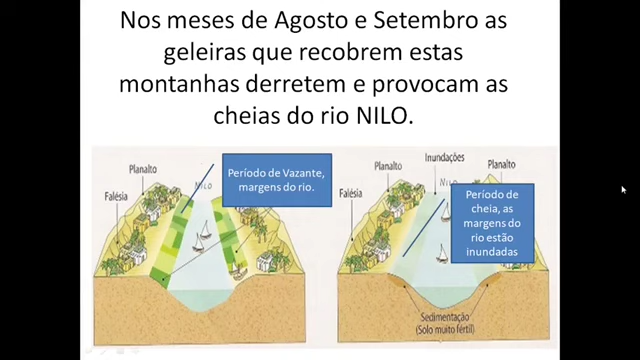 Nos meses de Agosto e Setembro as
geleiras que recobrem estas
montanhas derretem e provocam as
cheias do rio NILO.
Planalto
Falésia
NILO
Período de Vazante,
margens do rio.
Planalto
Inundações
Planalto
Falésia
Período de
cheia, as
margens do
rio estão
inundadas
Sedimentação
(Solo muito fértil)